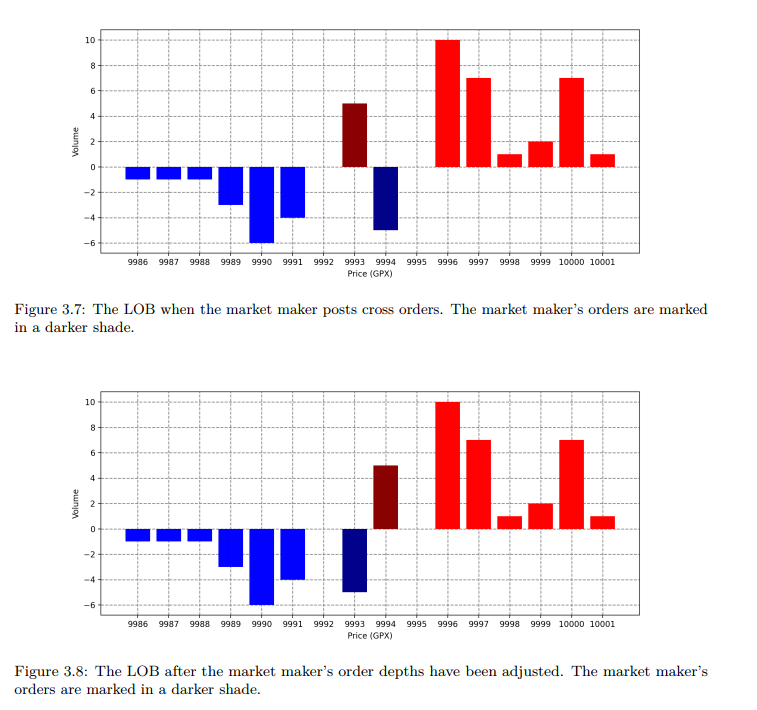 10
8
6
4
2
0
−2
−4
−6
Volume
9986 9987 9988 9989 9990 9991 9992 9993 9994 9995 9996 9997 9998 9999 10000 10001
Price (GPX)
Figure 3.7: The LOB when the market maker posts cross orders. The market maker's orders are marked
in a darker shade.
10
8
6
4
2
0
−2
−4
−6
Volume
9986 9987 9988 9989 9990 9991 9992 9993 9994 9995 9996 9997 9998 9999 10000 10001
Price (GPX)
Figure 3.8: The LOB after the market maker's order depths have been adjusted. The market maker's
orders are marked in a darker shade.